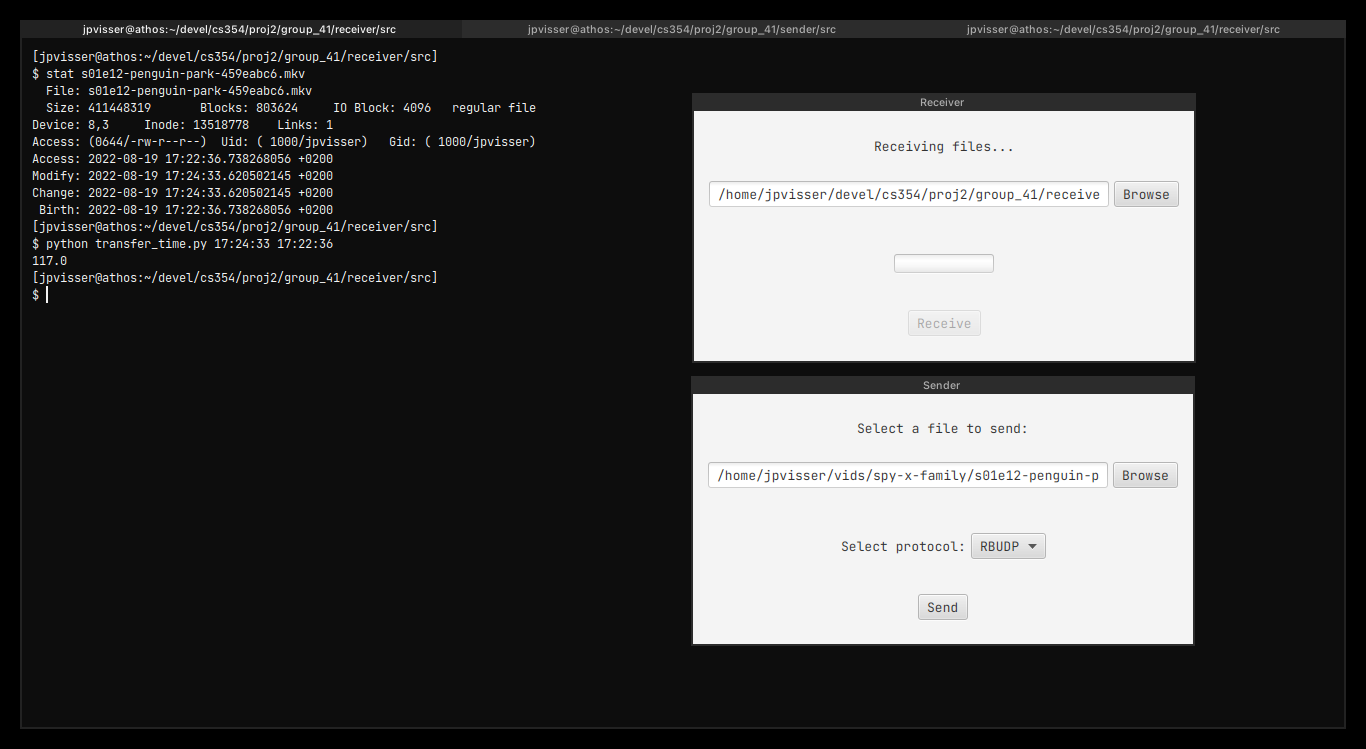 jpvisser@athos:~/devel/cs354/proj2/group_41/receiver/src
jpvisser@athos:~/devel/cs354/proj2/group_41/sender/src
jpvisser@athos:~/devel/cs354/proj2/group_41/receiver/src
[jpvisser@athos:~/devel/cs354/proj2/group_41/receiver/src]
$ stat s01e12-penguin-park-459eabc6.mkv
  File: s01e12-penguin-park-459eabc6.mkv
  Size: 411448319       Blocks: 803624     IO Block: 4096   regular file
Device: 8,3     Inode: 13518778    Links: 1
Access: (0644/-rw-r--r--)  Uid: ( 1000/jpvisser)   Gid: ( 1000/jpvisser)
Access: 2022-08-19 17:22:36.738268056 +0200
Modify: 2022-08-19 17:24:33.620502145 +0200
Change: 2022-08-19 17:24:33.620502145 +0200
 Birth: 2022-08-19 17:22:36.738268056 +0200
[jpvisser@athos:~/devel/cs354/proj2/group_41/receiver/src]
$ python transfer_time.py 17:24:33 17:22:36
117.0
[jpvisser@athos:~/devel/cs354/proj2/group_41/receiver/src]
$
Receiver
Receiving files...
/home/jpvisser/devel/cs354/proj2/group_41/receive
Browse
Receive
Sender
Select a file to send:
/home/jpvisser/vids/spy-x-family/s01e12-penguin-p
Browse
Select protocol: RBUDP
Send